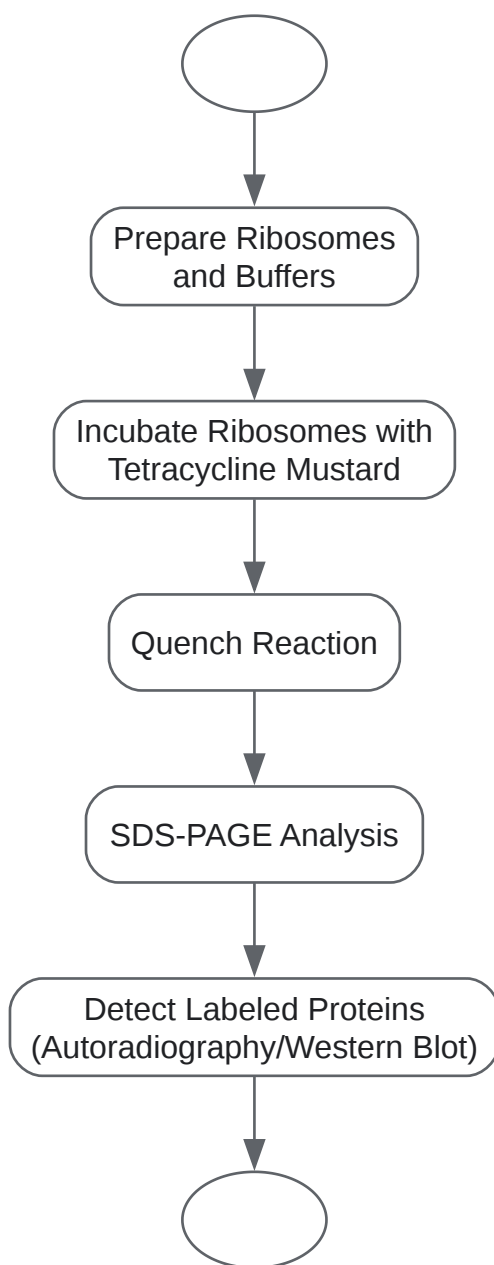 Prepare Ribosomes
and Buffers
Incubate Ribosomes with
Tetracycline Mustard
Quench Reaction
SDS-PAGE Analysis
Detect Labeled Proteins
(Autoradiography/Western Blot)